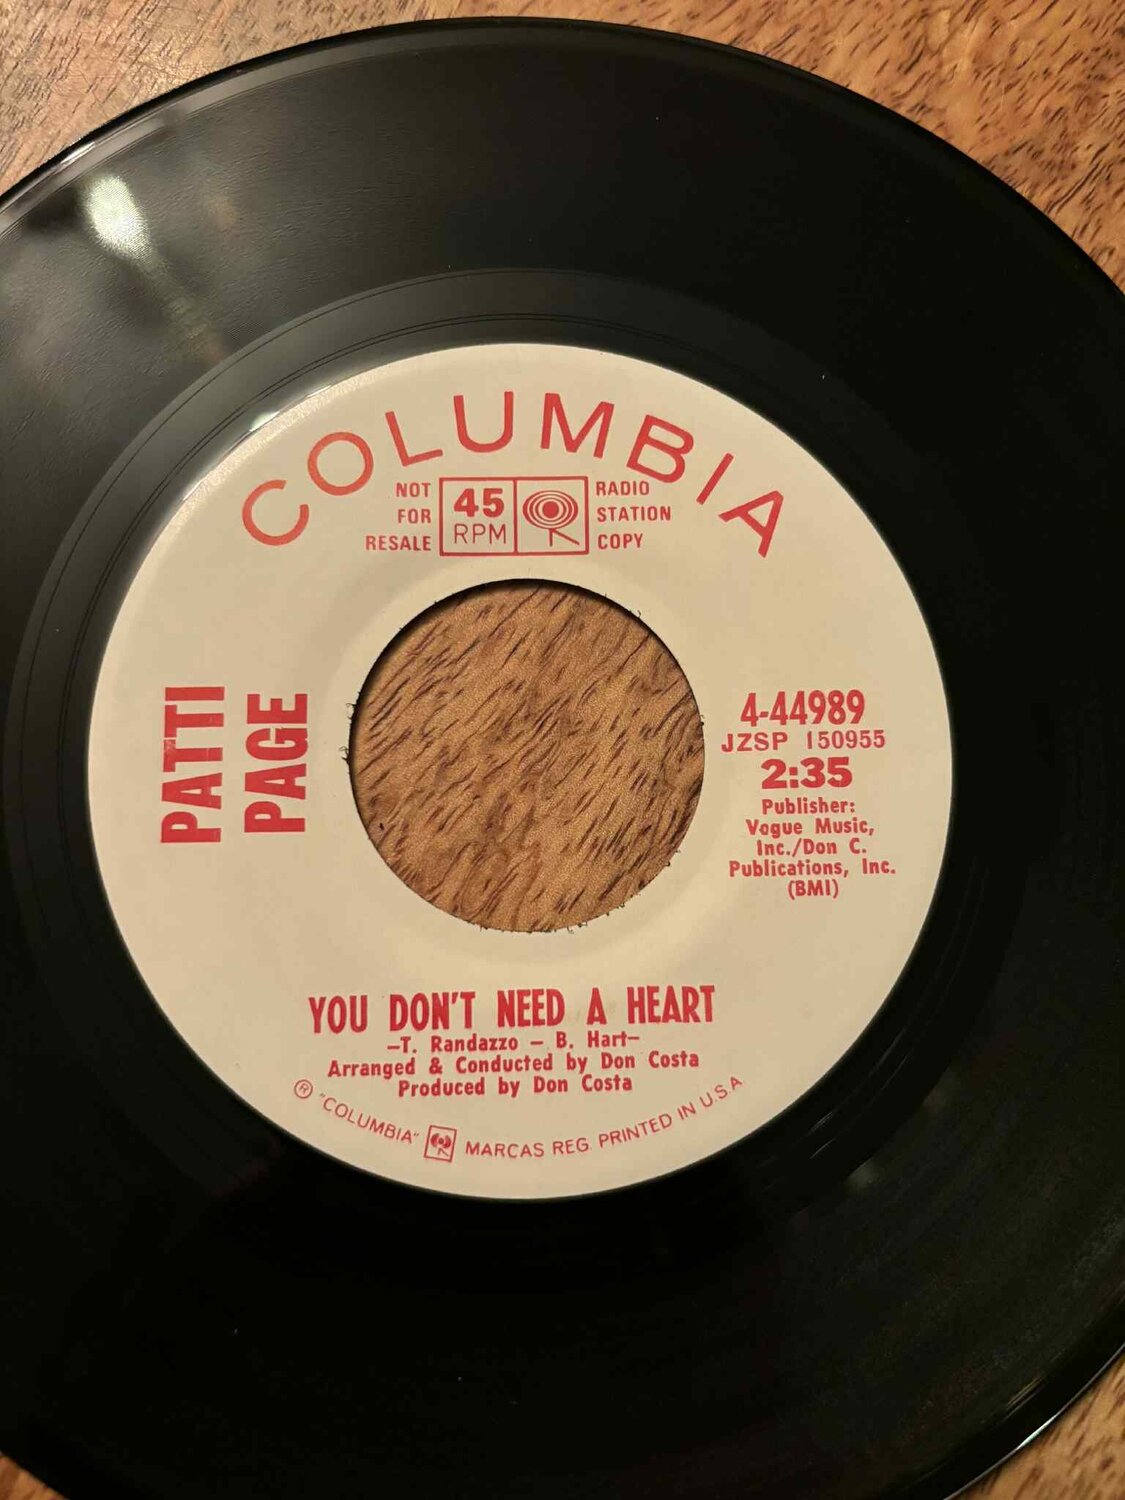 COLUMBIA
NOT
FOR
RESALE
45
RPM
RADIO
STATION
COPY
PATTI
PAGE
4-44989
JZSP 150955
2:35
Publisher:
Vogue Music,
Inc./Don C.
Publications, Inc.
(BMI)
YOU DON'T NEED A HEART
—T. Randazzo — B. Hart—
Arranged & Conducted by Don Costa
Produced by Don Costa
® "COLUMBIA" MARCAS REG. PRINTED IN U.S.A.